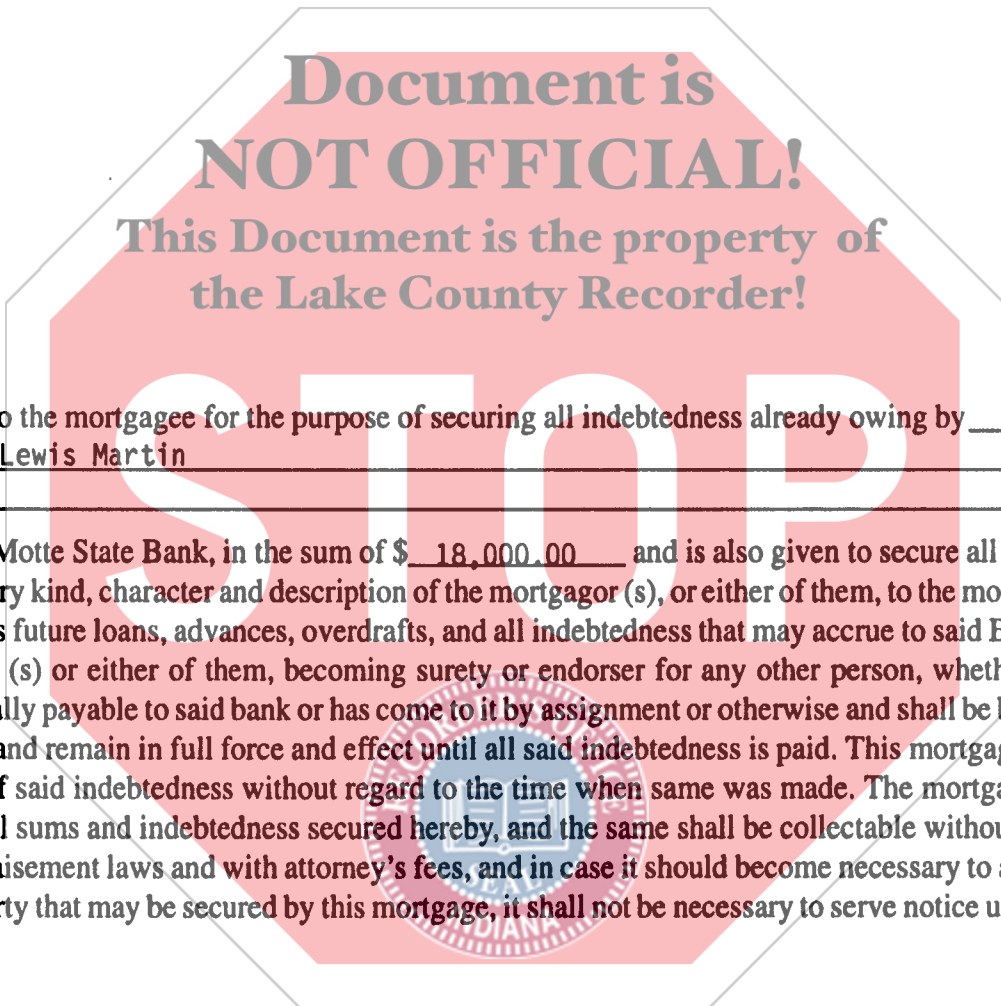 Document is
NOT OFFICIAL!
This Document is the property of
the Lake County Recorder!
STOP
o the mortgagee for the purpose of securing all indebtedness already owing by
Lewis Martin
Motte State Bank, in the sum of $ 18,000.00 and is also given to secure all
ry kind, character and description of the mortgagor (s), or either of them, to the mo
s future loans, advances, overdrafts, and all indebtedness that may accrue to said B
(s) or either of them, becoming surety or endorser for any other person, wheth
lly payable to said bank or has come to it by assignment or otherwise and shall be
and remain in full force and effect until all said indebtedness is paid. This mortgag
f said indebtedness without regard to the time when same was made. The mortga
l sums and indebtedness secured hereby, and the same shall be collectable withou
isement laws and with attorney's fees, and in case it should become necessary to a
rty that may be secured by this mortgage, it shall not be necessary to serve notice u
SEAL
INDIANA